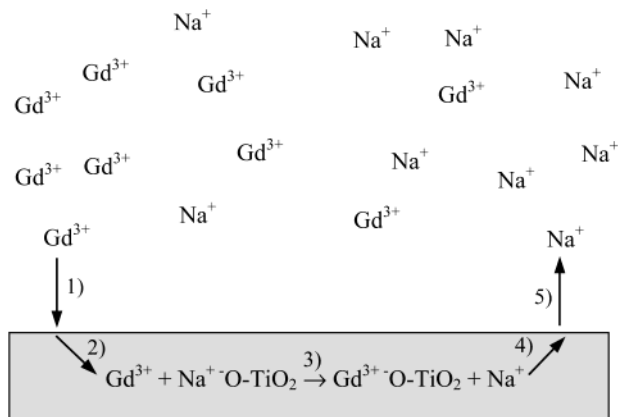 Na⁺
Na⁺ Na⁺
Gd³⁺ Gd³⁺ Na⁺
Gd³⁺ Gd³⁺
Gd³⁺ Na⁺ Na⁺
Gd³⁺ Gd³⁺ Na⁺
Na⁺ Gd³⁺
Gd³⁺ Na⁺
1) 5)
2) 3) 4)
Gd³⁺ + Na⁺ ⁻O-TiO₂ → Gd³⁺ ⁻O-TiO₂ + Na⁺